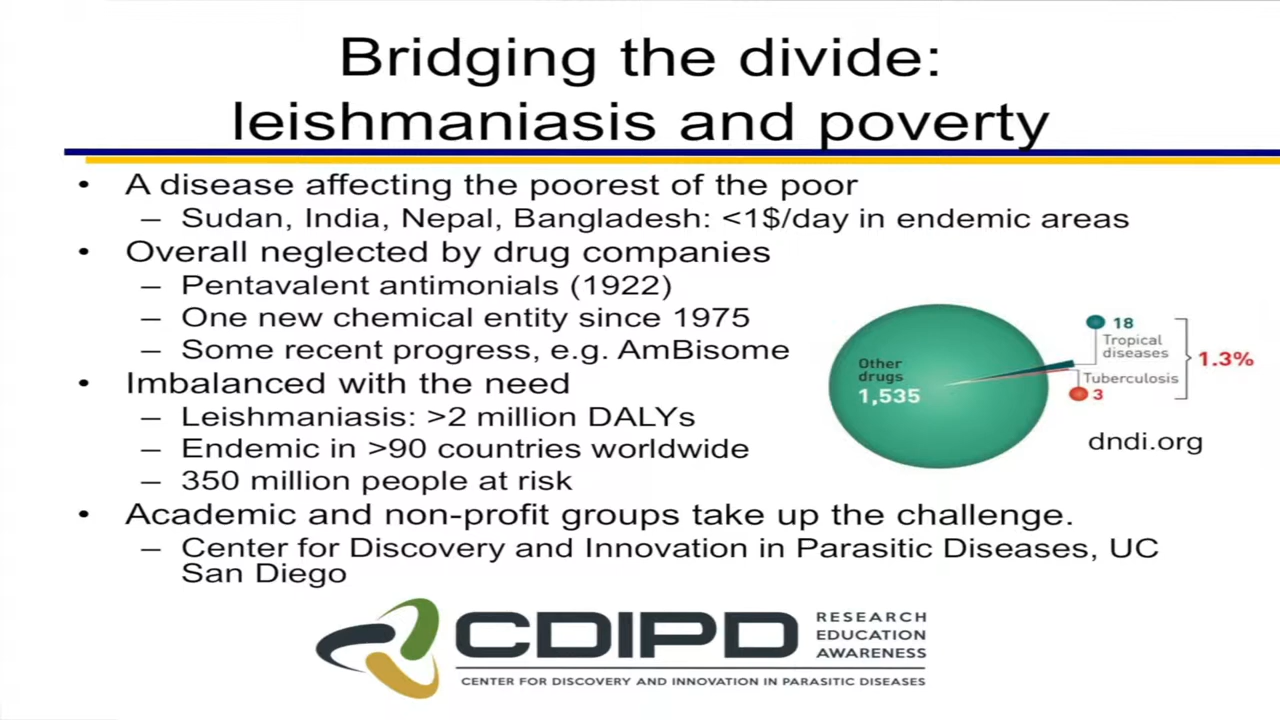 Bridging the divide:
leishmaniasis and poverty
• A disease affecting the poorest of the poor
– Sudan, India, Nepal, Bangladesh: <1$/day in endemic areas
• Overall neglected by drug companies
– Pentavalent antimonials (1922)
– One new chemical entity since 1975
– Some recent progress, e.g. AmBisome
• Imbalanced with the need
– Leishmaniasis: >2 million DALYs
– Endemic in >90 countries worldwide
– 350 million people at risk
• Academic and non-profit groups take up the challenge.
– Center for Discovery and Innovation in Parasitic Diseases, UC
San Diego
Other
drugs
1,535
18
Tropical
diseases
1.3%
Tuberculosis
3
dndi.org
CDIPD
RESEARCH
EDUCATION
AWARENESS
CENTER FOR DISCOVERY AND INNOVATION IN PARASITIC DISEASES